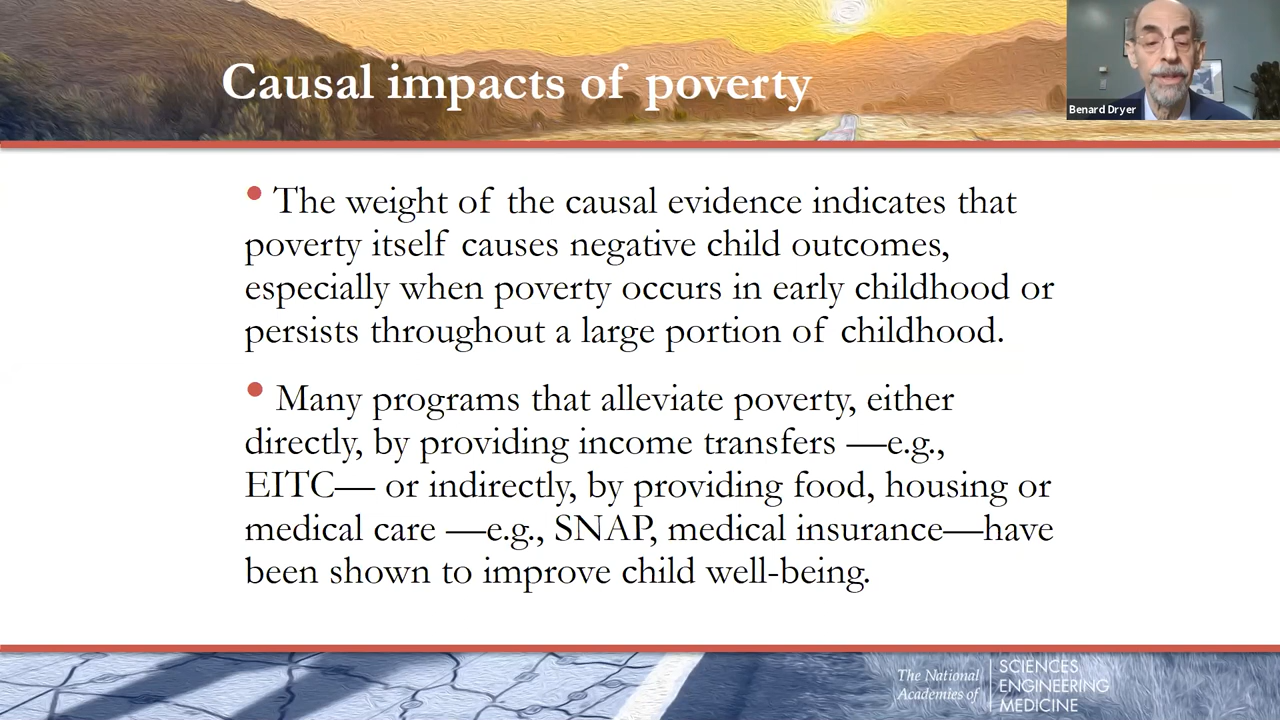 Causal impacts of poverty
Benard Dryer
• The weight of the causal evidence indicates that
poverty itself causes negative child outcomes,
especially when poverty occurs in early childhood or
persists throughout a large portion of childhood.
• Many programs that alleviate poverty, either
directly, by providing income transfers —e.g.,
EITC— or indirectly, by providing food, housing or
medical care —e.g., SNAP, medical insurance—have
been shown to improve child well-being.
The National
Academies of
SCIENCES
ENGINEERING
MEDICINE